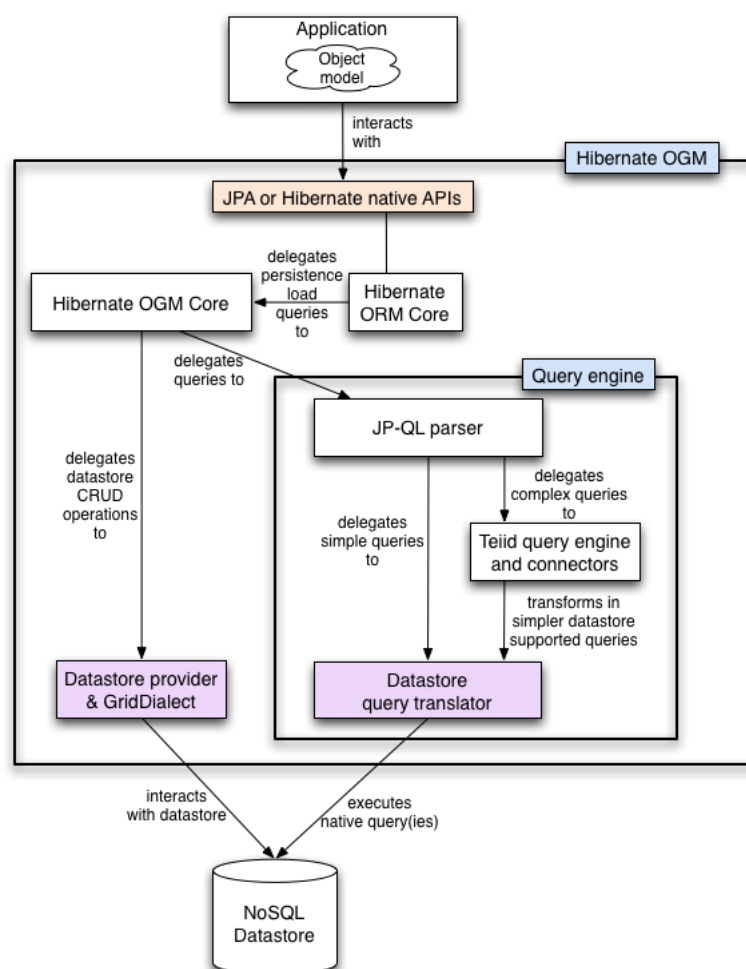 Application
Object
model
interacts
with
Hibernate OGM
JPA or Hibernate native APIs
delegates
persistence
load
queries
to
Hibernate OGM Core
Hibernate
ORM Core
delegates
queries to
Query engine
JP-QL parser
delegates
datastore
CRUD
operations
to
delegates
simple queries
to
delegates
complex queries
to
Teiid query engine
and connectors
transforms in
simpler datastore
supported queries
Datastore provider
& GridDialect
Datastore
query translator
interacts
with datastore
executes
native query(ies)
NoSQL
Datastore